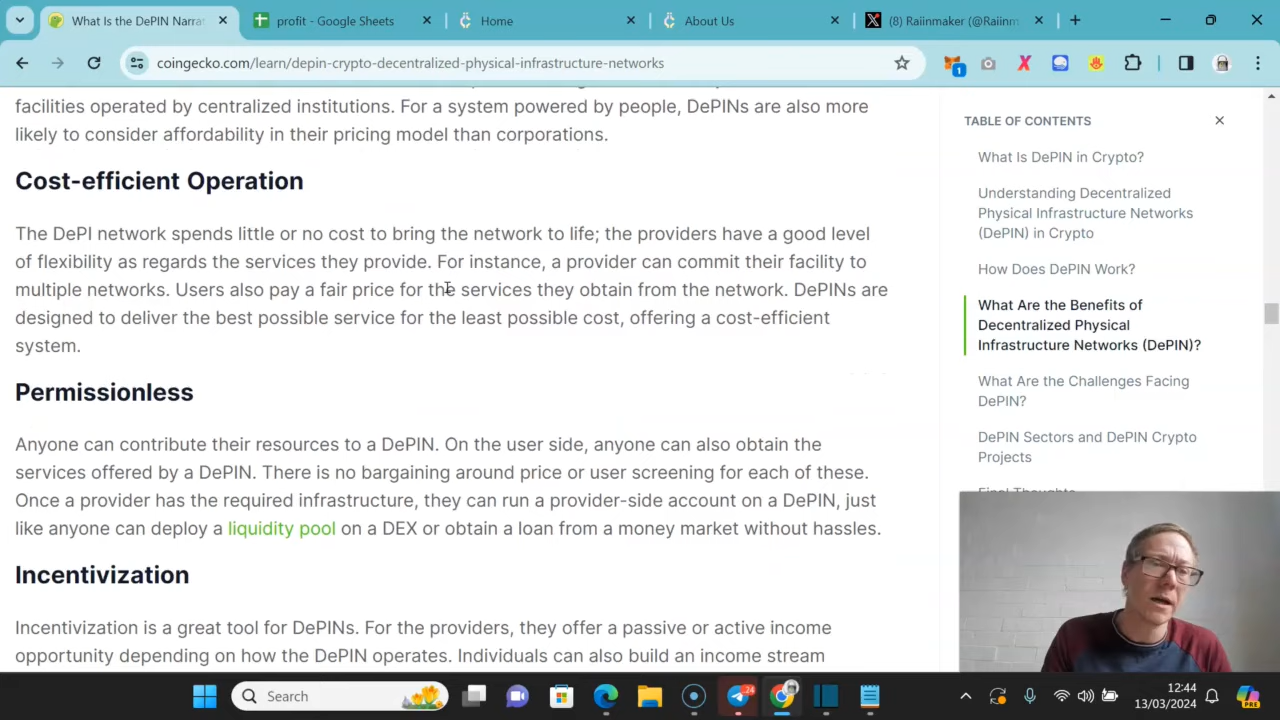 What Is the DePIN Narrat
profit - Google Sheets
Home
About Us
(8) Raiinmaker (@Raiinm
coingecko.com/learn/depin-crypto-decentralized-physical-infrastructure-networks
1
facilities operated by centralized institutions. For a system powered by people, DePINs are also more
likely to consider affordability in their pricing model than corporations.
Cost-efficient Operation
The DePI network spends little or no cost to bring the network to life; the providers have a good level
of flexibility as regards the services they provide. For instance, a provider can commit their facility to
multiple networks. Users also pay a fair price for the services they obtain from the network. DePINs are
designed to deliver the best possible service for the least possible cost, offering a cost-efficient
system.
Permissionless
Anyone can contribute their resources to a DePIN. On the user side, anyone can also obtain the
services offered by a DePIN. There is no bargaining around price or user screening for each of these.
Once a provider has the required infrastructure, they can run a provider-side account on a DePIN, just
like anyone can deploy a liquidity pool on a DEX or obtain a loan from a money market without hassles.
Incentivization
Incentivization is a great tool for DePINs. For the providers, they offer a passive or active income
opportunity depending on how the DePIN operates. Individuals can also build an income stream
TABLE OF CONTENTS
What Is DePIN in Crypto?
Understanding Decentralized
Physical Infrastructure Networks
(DePIN) in Crypto
How Does DePIN Work?
What Are the Benefits of
Decentralized Physical
Infrastructure Networks (DePIN)?
What Are the Challenges Facing
DePIN?
DePIN Sectors and DePIN Crypto
Projects
Search
24
12:44
13/03/2024
PRE